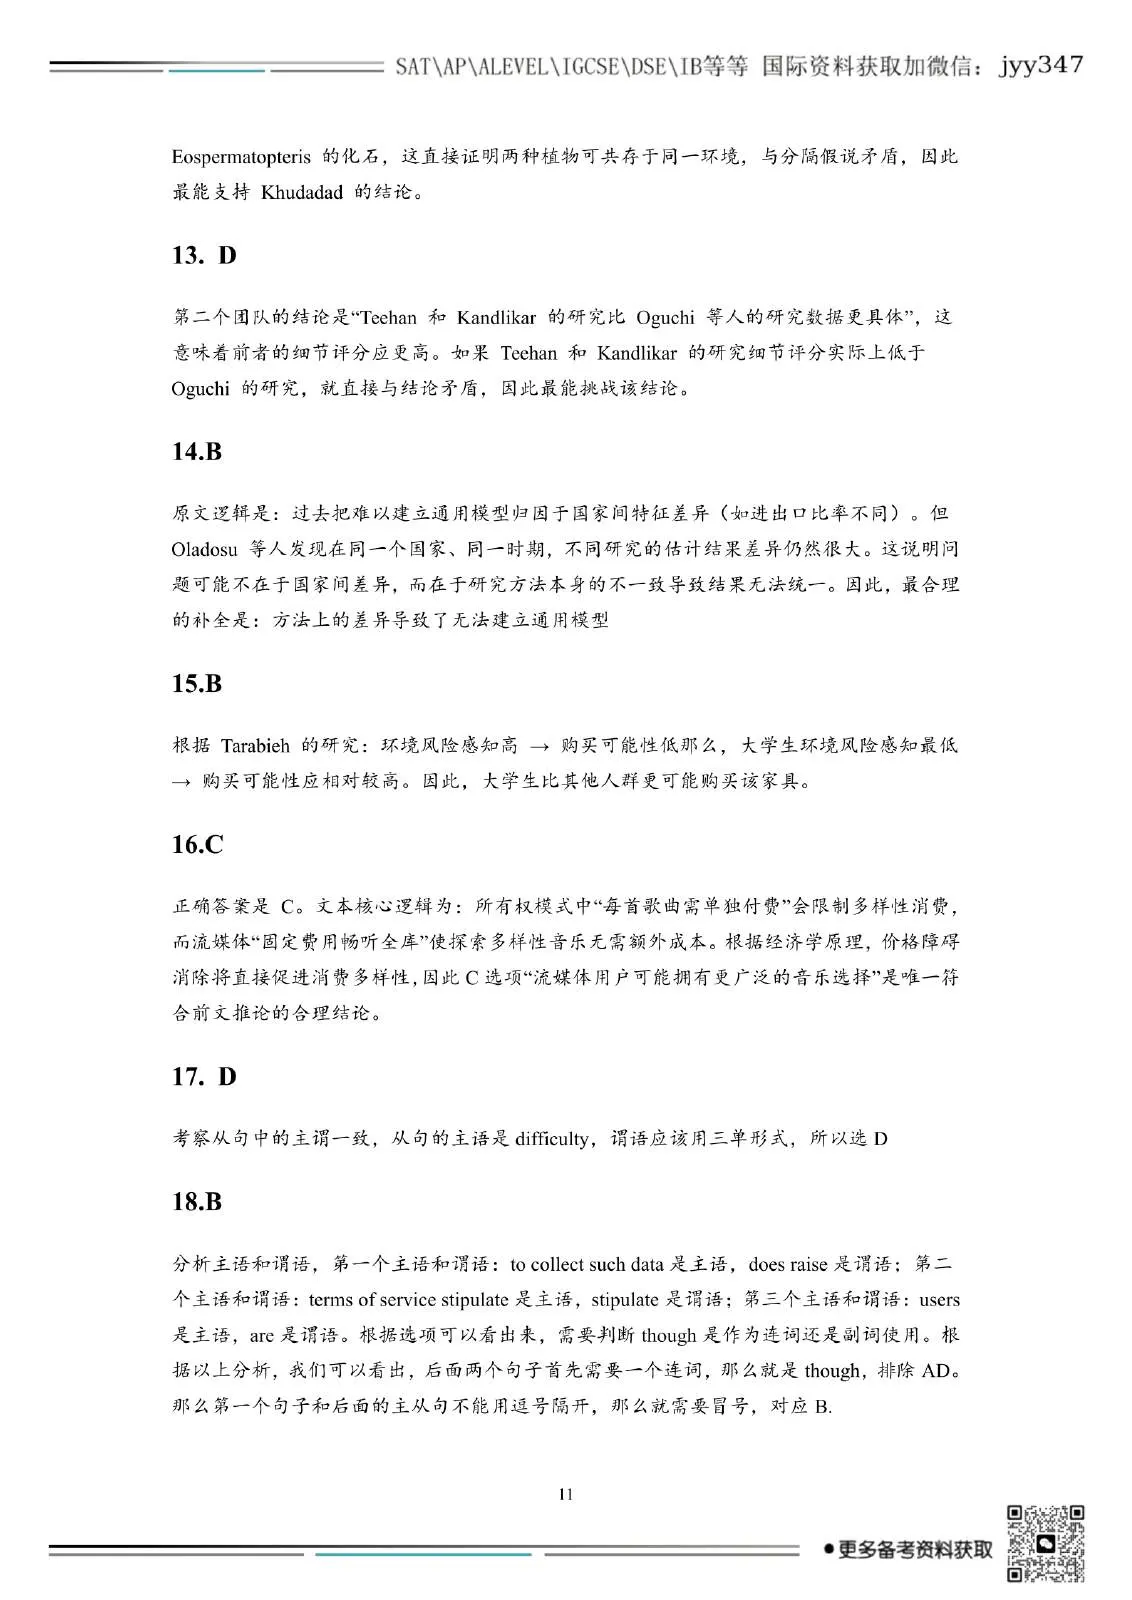 SAT\AP\ALEVEL\IGCSE\DSE\IB等等 国际资料获取加微信： jyy347
Eospermatopteris 的化石，这直接证明两种植物可共存于同一环境，与分隔假说矛盾，因此
最能支持 Khudadad 的结论。
13. D
第二个团队的结论是“Teehan 和 Kandlikar 的研究比 Oguchi 等人的研究数据更具体”，这
意味着前者的细节评分应更高。如果 Teehan 和 Kandlikar 的研究细节评分实际上低于
Oguchi 的研究，就直接与结论矛盾，因此最能挑战该结论。
14.B
原文逻辑是：过去把难以建立通用模型归因于国家间特征差异（如进出口比率不同）。但
Oladosu 等人发现在同一个国家、同一时期，不同研究的估计结果差异仍然很大。这说明问
题可能不在于国家间差异，而在于研究方法本身的不一致导致结果无法统一。因此，最合理
的补全是：方法上的差异导致了无法建立通用模型
15.B
根据 Tarabieh 的研究：环境风险感知高 → 购买可能性低那么，大学生环境风险感知最低
→ 购买可能性应相对较高。因此，大学生比其他人群更可能购买该家具。
16.C
正确答案是 C。文本核心逻辑为：所有权模式中“每首歌曲需单独付费”会限制多样性消费，
而流媒体“固定费用畅听全库”使探索多样性音乐无需额外成本。根据经济学原理，价格障碍
消除将直接促进消费多样性，因此 C 选项“流媒体用户可能拥有更广泛的音乐选择”是唯一符
合前文推论的合理结论。
17. D
考察从句中的主谓一致，从句的主语是 difficulty，谓语应该用三单形式，所以选 D
18.B
分析主语和谓语，第一个主语和谓语：to collect such data 是主语，does raise 是谓语；第二
个主语和谓语：terms of service stipulate 是主语，stipulate 是谓语；第三个主语和谓语：users
是主语，are 是谓语。根据选项可以看出来，需要判断 though 是作为连词还是副词使用。根
据以上分析，我们可以看出，后面两个句子首先需要一个连词，那么就是 though，排除 AD。
那么第一个句子和后面的主从句不能用逗号隔开，那么就需要冒号，对应 B.
11
●更多备考资料获取